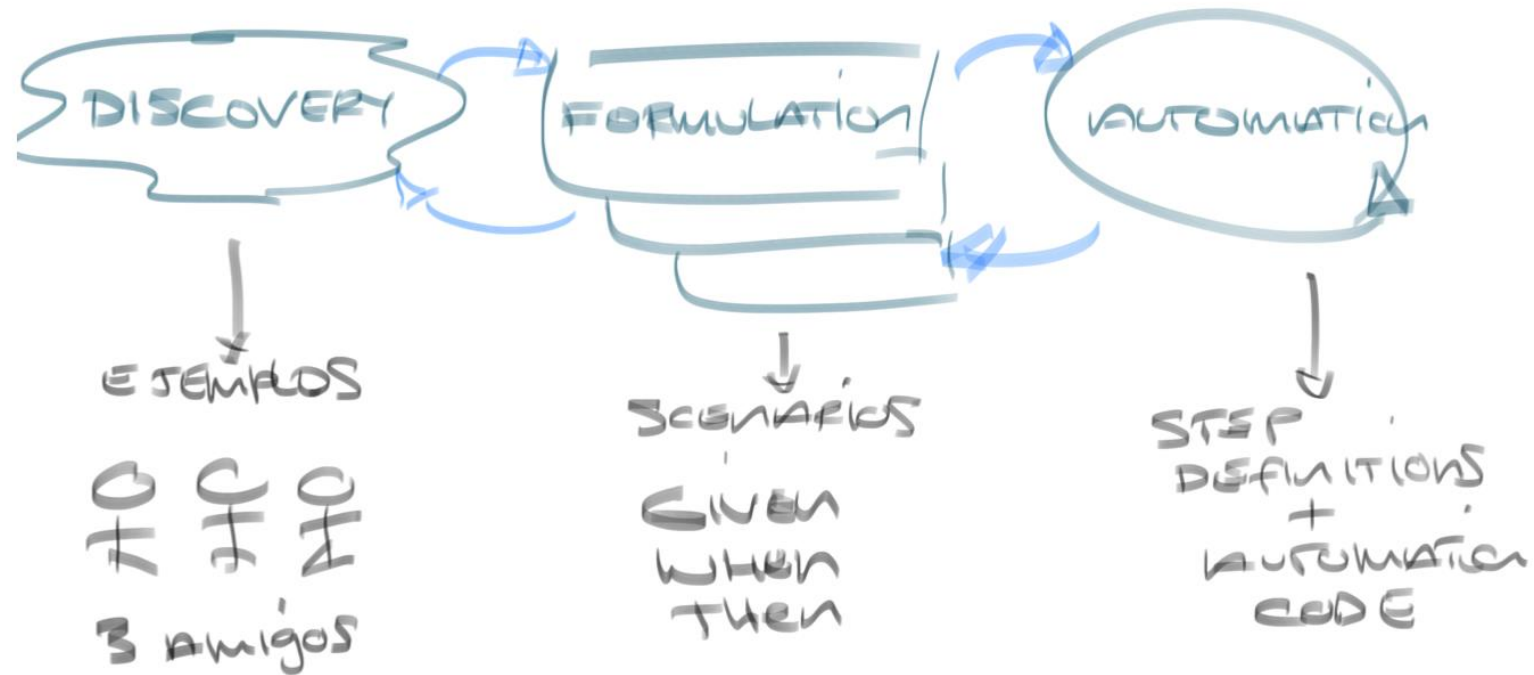 DISCOVERY
FORMULATION
AUTOMATION
EJEMPLOS
3 AMIGOS
SCENARIOS
GIVEN
WHEN
THEN
STEP
DEFINITIONS
+
AUTOMATION
CODE